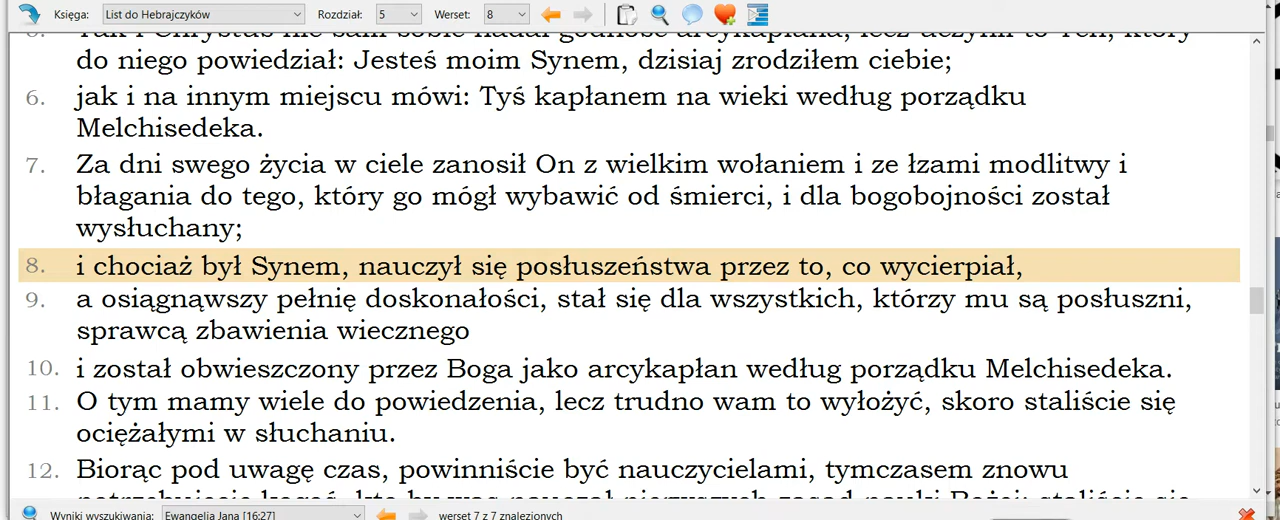 Księga: List do Hebrajczyków Rozdział: 5 Werset: 8
do niego powiedział: Jesteś moim Synem, dzisiaj zrodziłem ciebie;
6. jak i na innym miejscu mówi: Tyś kapłanem na wieki według porządku
Melchisedeka.
7. Za dni swego życia w ciele zanosił On z wielkim wołaniem i ze łzami modlitwy i
błagania do tego, który go mógł wybawić od śmierci, i dla bogobojności został
wysłuchany;
8. i chociaż był Synem, nauczył się posłuszeństwa przez to, co wycierpiał,
9. a osiągnąwszy pełnię doskonałości, stał się dla wszystkich, którzy mu są posłuszni,
sprawcą zbawienia wiecznego
10. i został obwieszczony przez Boga jako arcykapłan według porządku Melchisedeka.
11. O tym mamy wiele do powiedzenia, lecz trudno wam to wyłożyć, skoro staliście się
ociężałymi w słuchaniu.
12. Biorąc pod uwagę czas, powinniście być nauczycielami, tymczasem znowu
Wyniki wyszukiwania: Ewangelia Jana [16:27] werset 7 z 7 znalezionych